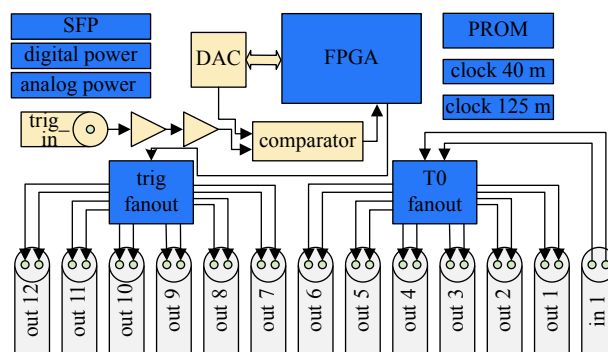 SFP
digital power
analog power
DAC
FPGA
PROM
clock 40 m
clock 125 m
trig_
in
comparator
trig
fanout
T0
fanout
out 12
out 11
out 10
out 9
out 8
out 7
out 6
out 5
out 4
out 3
out 2
out 1
in 1